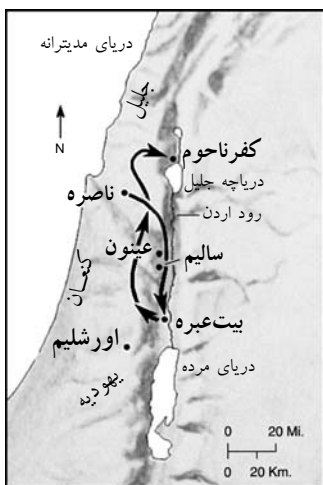 دریای مدیترانه
جلیل
N
کفرناحوم
دریاچه جلیل
ناصره
رود اردن
عینون
سالیم
کنعان
بیت‌عبره
اورشلیم
دریای مرده
یهودیه
0 20 Mi.
0 20 Km.